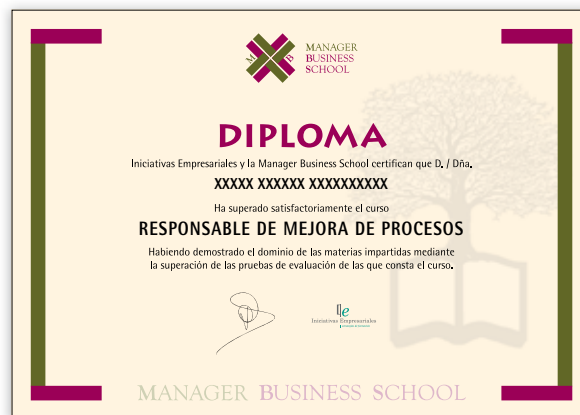 M B
MANAGER
BUSINESS
SCHOOL
DIPLOMA
Iniciativas Empresariales y la Manager Business School certifican que D. / Dña.
XXXXX XXXXXX XXXXXXXXXX
Ha superado satisfactoriamente el curso
RESPONSABLE DE MEJORA DE PROCESOS
Habiendo demostrado el dominio de las materias impartidas mediante
la superación de las pruebas de evaluación de las que consta el curso.
Ie
Iniciativas Empresariales
MANAGER BUSINESS SCHOOL